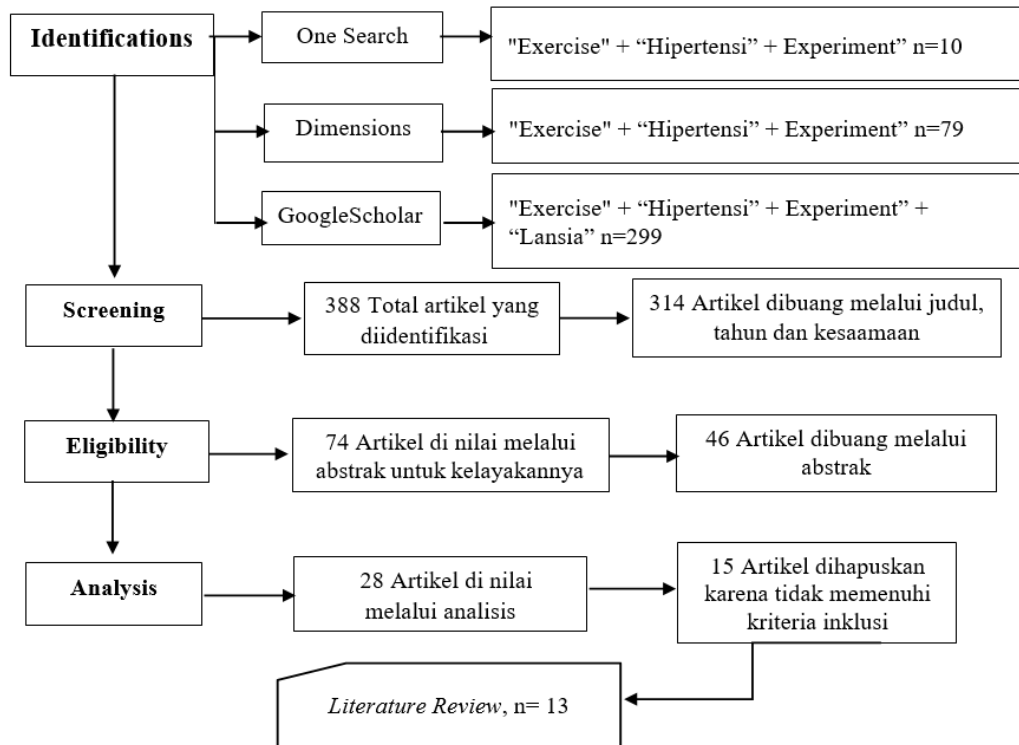 Identifications
One Search
"Exercise" + “Hipertensi” + Experiment” n=10
Dimensions
"Exercise" + “Hipertensi” + Experiment” n=79
GoogleScholar
"Exercise" + “Hipertensi” + Experiment” +
“Lansia” n=299
Screening
388 Total artikel yang
diidentifikasi
314 Artikel dibuang melalui judul,
tahun dan kesaamaan
Eligibility
74 Artikel di nilai melalui
abstrak untuk kelayakannya
46 Artikel dibuang melalui
abstrak
Analysis
28 Artikel di nilai
melalui analisis
15 Artikel dihapuskan
karena tidak memenuhi
kriteria inklusi
Literature Review, n= 13